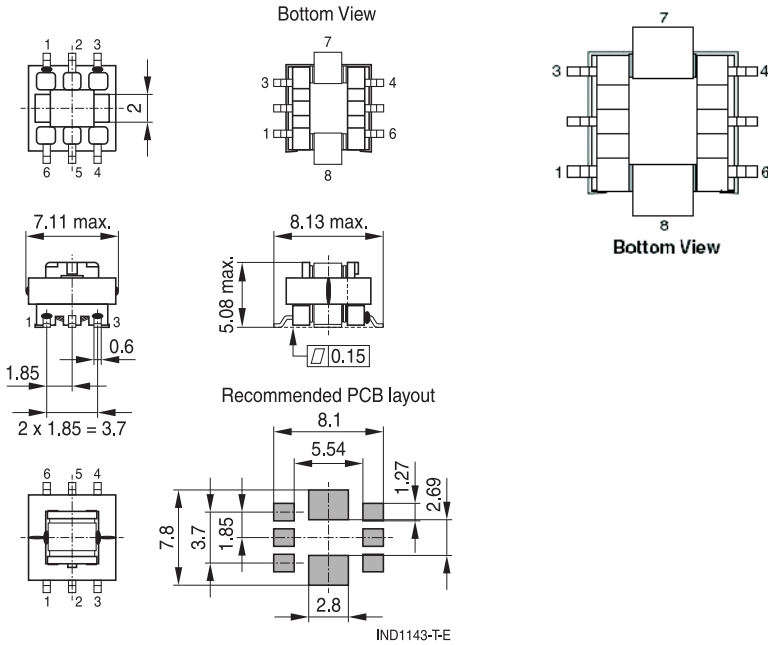 Bottom View
1 2 3
2
6 5 4
7
3 4
1 6
8
7
3 4
1 6
8
Bottom View
7.11 max.
1 3
0.6
1.85
2 x 1.85 = 3.7
8.13 max.
5.08 max.
0.15
Recommended PCB layout
8.1
5.54
1.27
2.69
7.8
3.7
1.85
2.8
6 5 4
1 2 3
IND1143-T-E